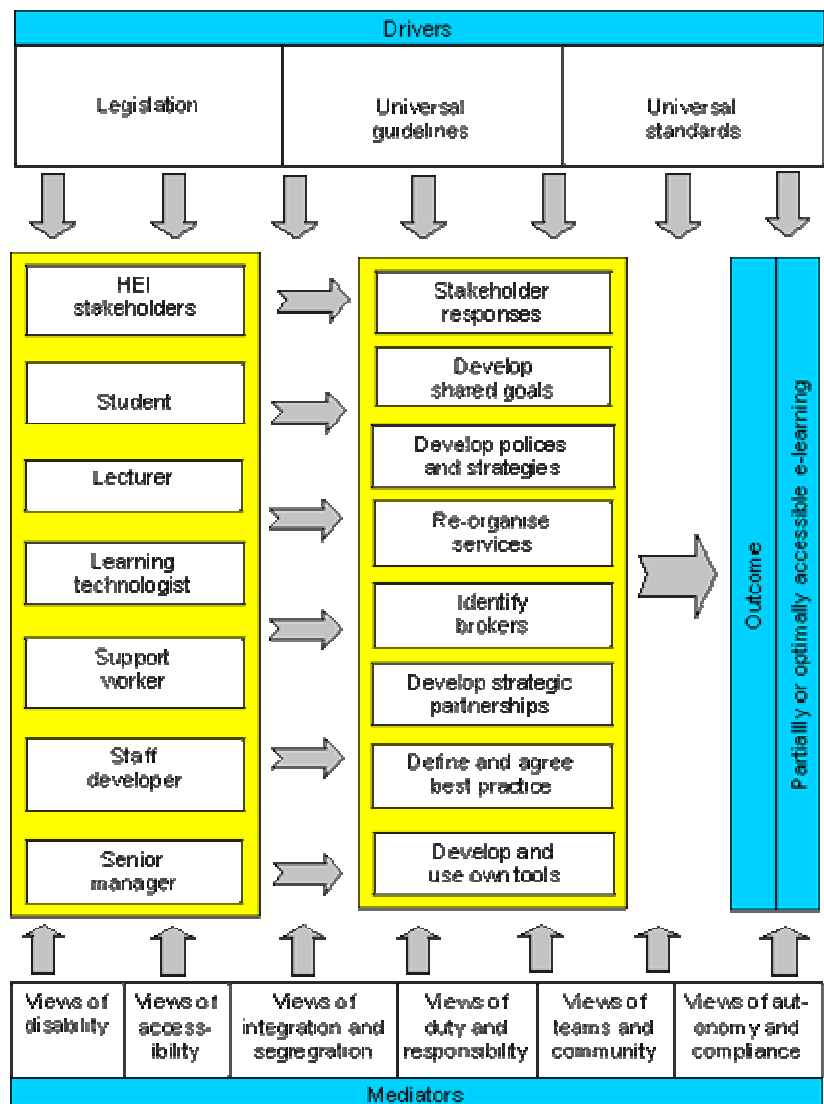 Drivers
Legislation
Universal
guidelines
Universal
standards
HEI
stakeholders
Student
Lecturer
Learning
technologist
Support
worker
Staff
developer
Senior
manager
Stakeholder
responses
Develop
shared goals
Develop polices
and strategies
Re-organise
services
Identify
brokers
Develop strategic
partnerships
Define and agree
best practice
Develop and
use own tools
Outcome
Partially or optimally accessible e-learning
Views of
disability
Views of
access-
ibility
Views of
integration and
segregration
Views of
duty and
responsibility
Views of
teams and
community
Views of aut-
onomy and
compliance
Mediators